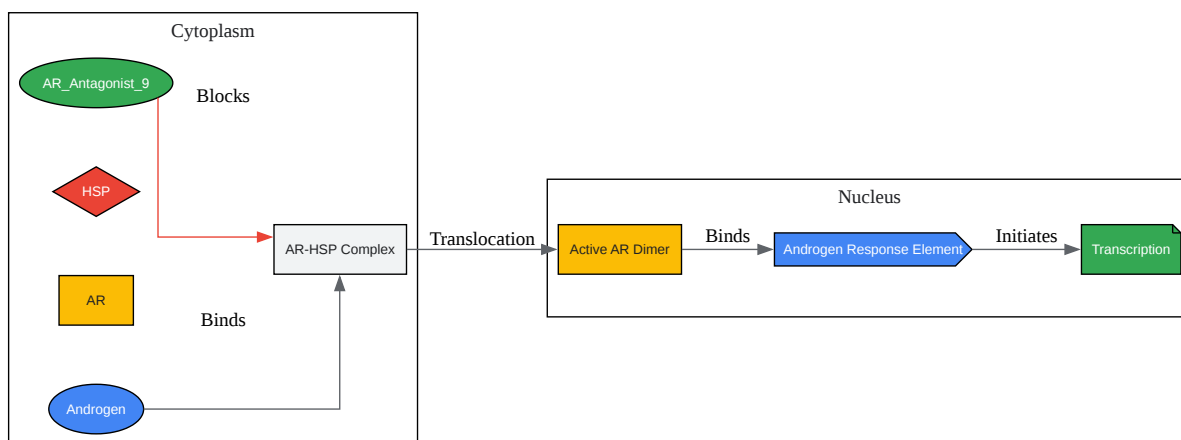 Cytoplasm
AR_Antagonist_9
Blocks
HSP
AR-HSP Complex
AR
Binds
Androgen
Translocation
Nucleus
Active AR Dimer
Binds
Androgen Response Element
Initiates
Transcription